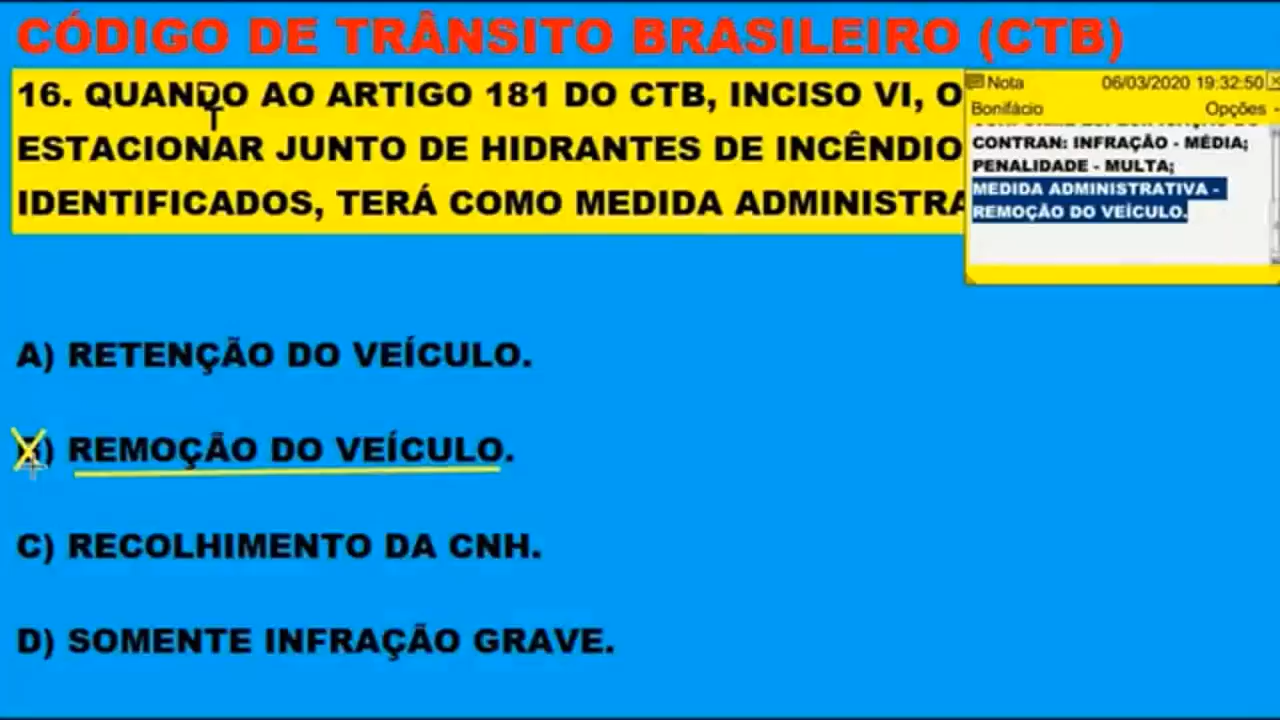 CÓDIGO DE TRÂNSITO BRASILEIRO (CTB)
16. QUANDO AO ARTIGO 181 DO CTB, INCISO VI, O
ESTACIONAR JUNTO DE HIDRANTES DE INCÊNDIO
IDENTIFICADOS, TERÁ COMO MEDIDA ADMINISTRA
Nota 06/03/2020 19:32:50
Bonifácio Opções
CONTRAN: INFRAÇÃO - MÉDIA;
PENALIDADE - MULTA;
MEDIDA ADMINISTRATIVA -
REMOÇÃO DO VEÍCULO.
A) RETENÇÃO DO VEÍCULO.
B) REMOÇÃO DO VEÍCULO.
C) RECOLHIMENTO DA CNH.
D) SOMENTE INFRAÇÃO GRAVE.